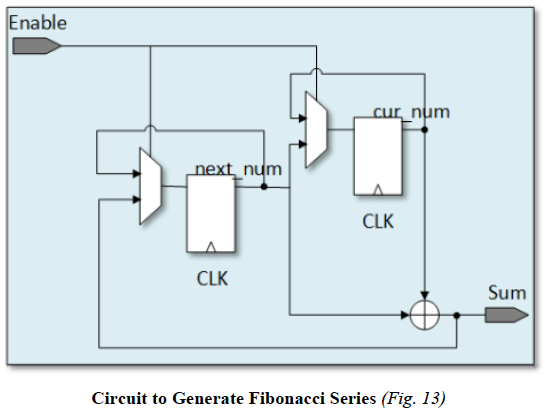 Enable
cur_num
next_num
CLK
CLK
Sum
Circuit to Generate Fibonacci Series (Fig. 13)